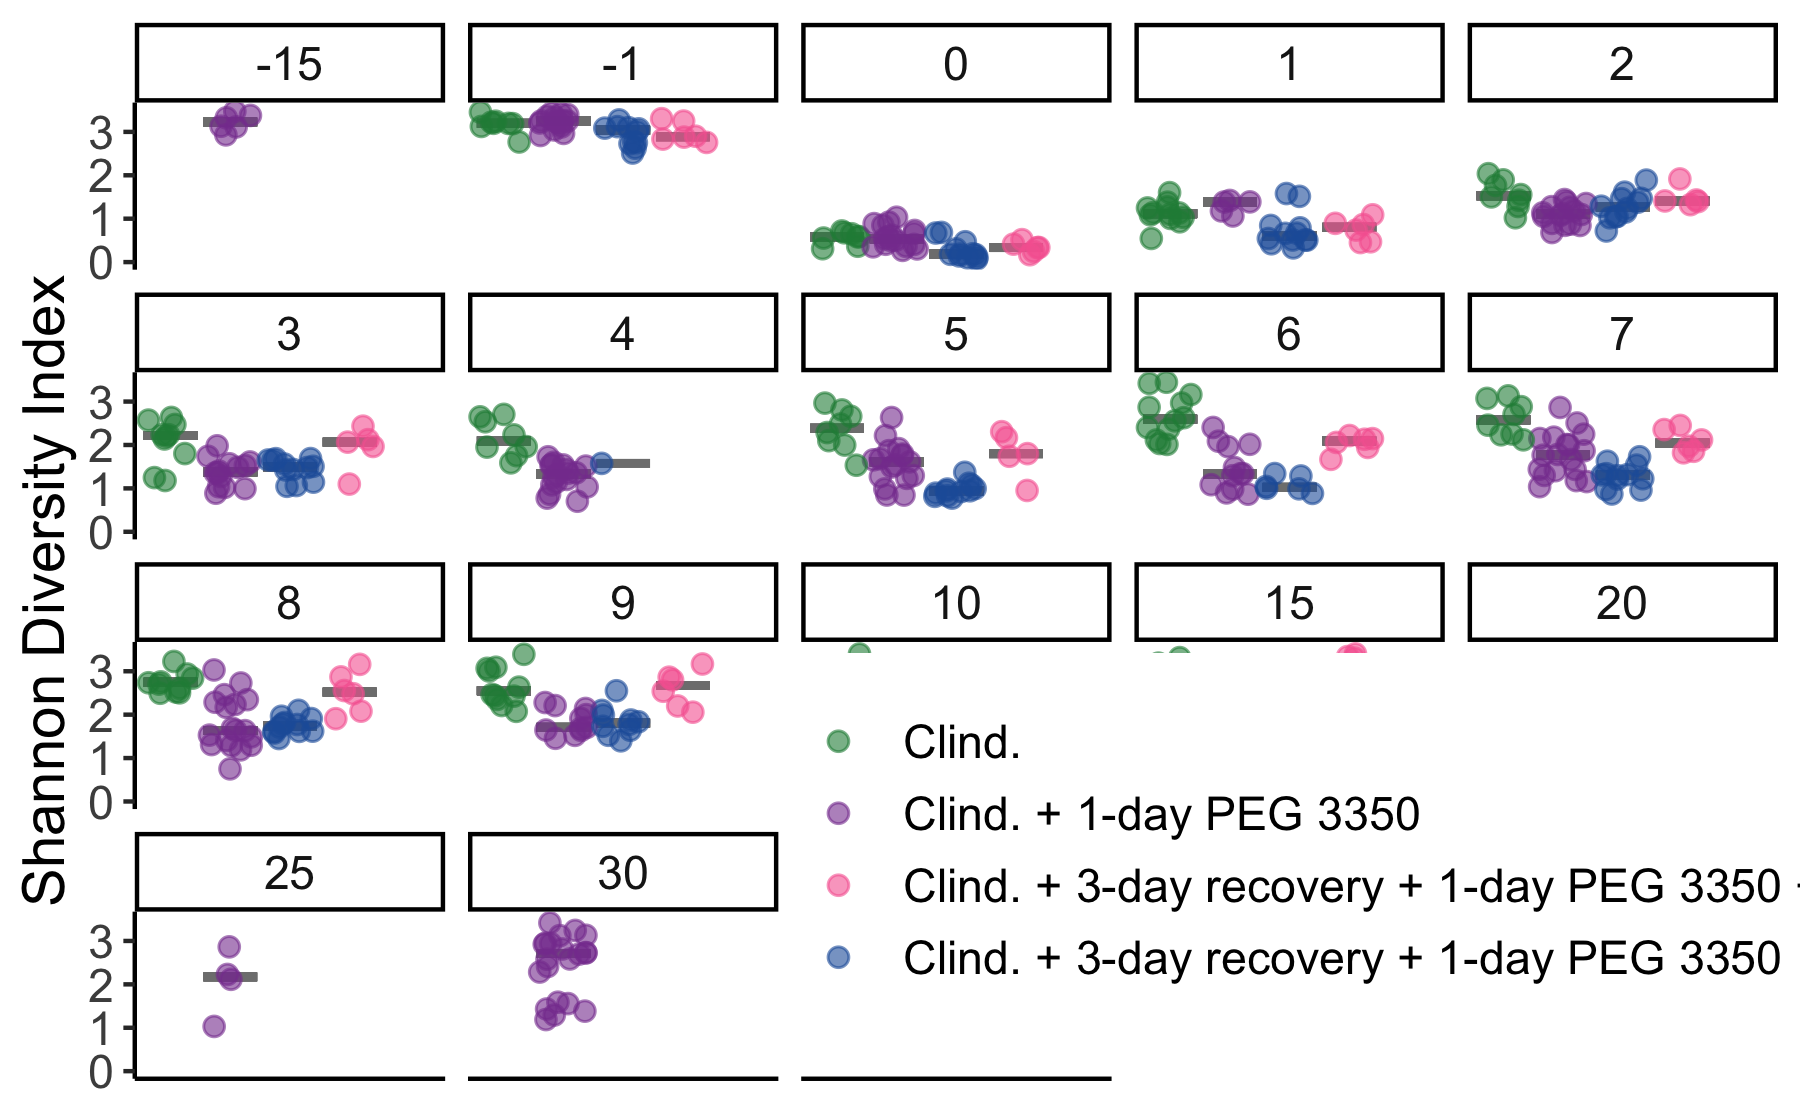 Shannon Diversity Index
-15 -1 0 1 2
3
2
1
0
3 4 5 6 7
3
2
1
0
8 9 10 15 20
3
2
1
0
Clind.
Clind. + 1-day PEG 3350
Clind. + 3-day recovery + 1-day PEG 3350
Clind. + 3-day recovery + 1-day PEG 3350
25 30
3
2
1
0